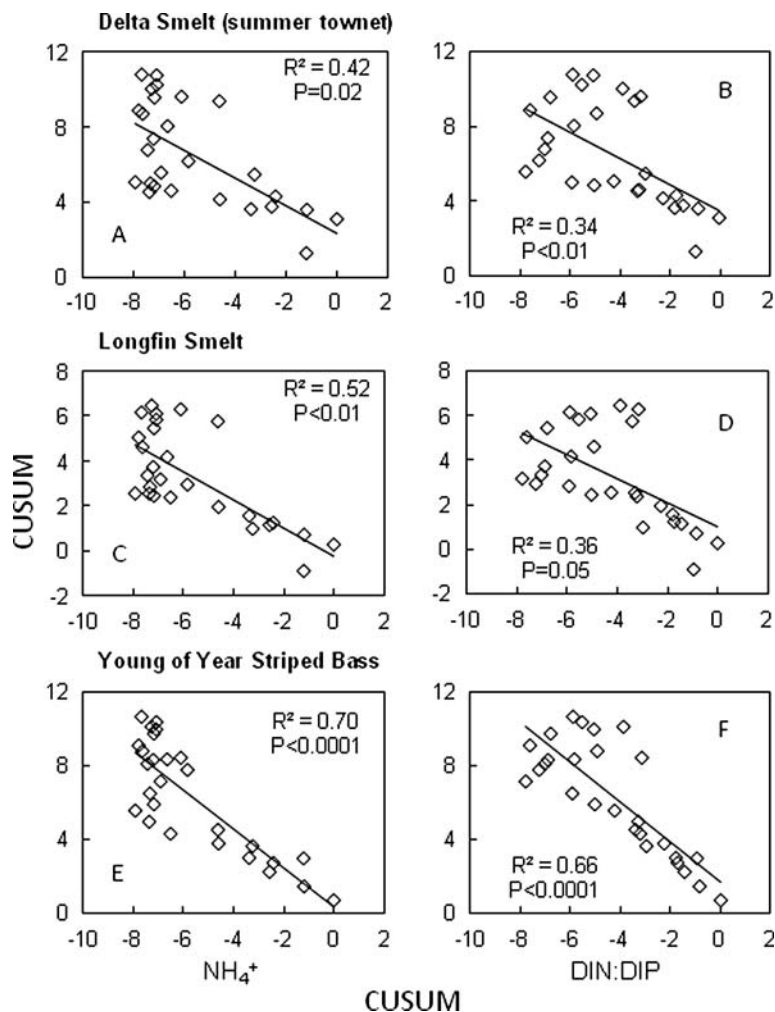 Delta Smelt (summer townet)
12
8
4
0
R² = 0.42
P=0.02
A
-10 -8 -6 -4 -2 0 2
12
8
4
0
B
R² = 0.34
P<0.01
-10 -8 -6 -4 -2 0 2
Longfin Smelt
8
6
4
2
0
-2
R² = 0.52
P<0.01
C
-10 -8 -6 -4 -2 0 2
8
6
4
2
0
-2
D
R² = 0.36
P=0.05
-10 -8 -6 -4 -2 0 2
CUSUM
Young of Year Striped Bass
12
8
4
0
R² = 0.70
P<0.0001
E
-10 -8 -6 -4 -2 0 2
NH₄⁺
12
8
4
0
F
R² = 0.66
P<0.0001
-10 -8 -6 -4 -2 0 2
DIN:DIP
CUSUM